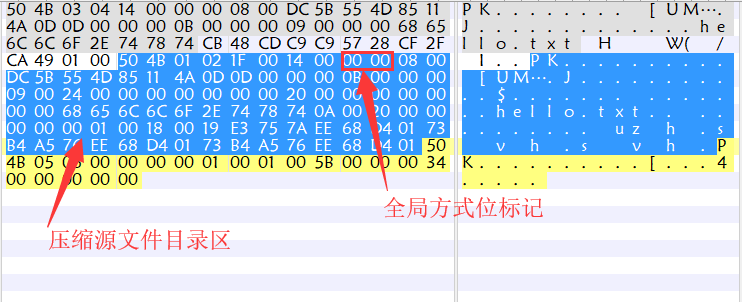 50 4B 03 04 14 00 00 00 08 00 DC 5B 55 4D 85 11 PK..........[UM….
4A 0D 0D 00 00 00 0B 00 00 00 09 00 00 00 68 65 J.............he
6C 6C 6F 2E 74 78 74 CB 48 CD C9 C9 57 28 CF 2F llo.txt H W( /
CA 49 01 00 50 4B 01 02 1F 00 14 00 00 00 08 00 I..PK..........
DC 5B 55 4D 85 11 4A 0D 0D 00 00 00 0B 00 00 00 [UM….J.........
09 00 24 00 00 00 00 00 00 00 20 00 00 00 00 00 ..$....... .....
00 00 68 65 6C 6C 6F 2E 74 78 74 0A 00 20 00 00 ..hello.txt.. ..
00 00 00 01 00 18 00 19 E3 75 7A EE 68 D4 01 73 ........ uz h .s
B4 A5 EE 68 D4 01 73 B4 A5 76 EE 68 D4 01 50 v h .s v h .P
4B 05 00 00 00 01 00 01 00 5B 00 00 00 34 K..........[...4
00 00 00 00 00 ......
全局方式位标记
压缩源文件目录区